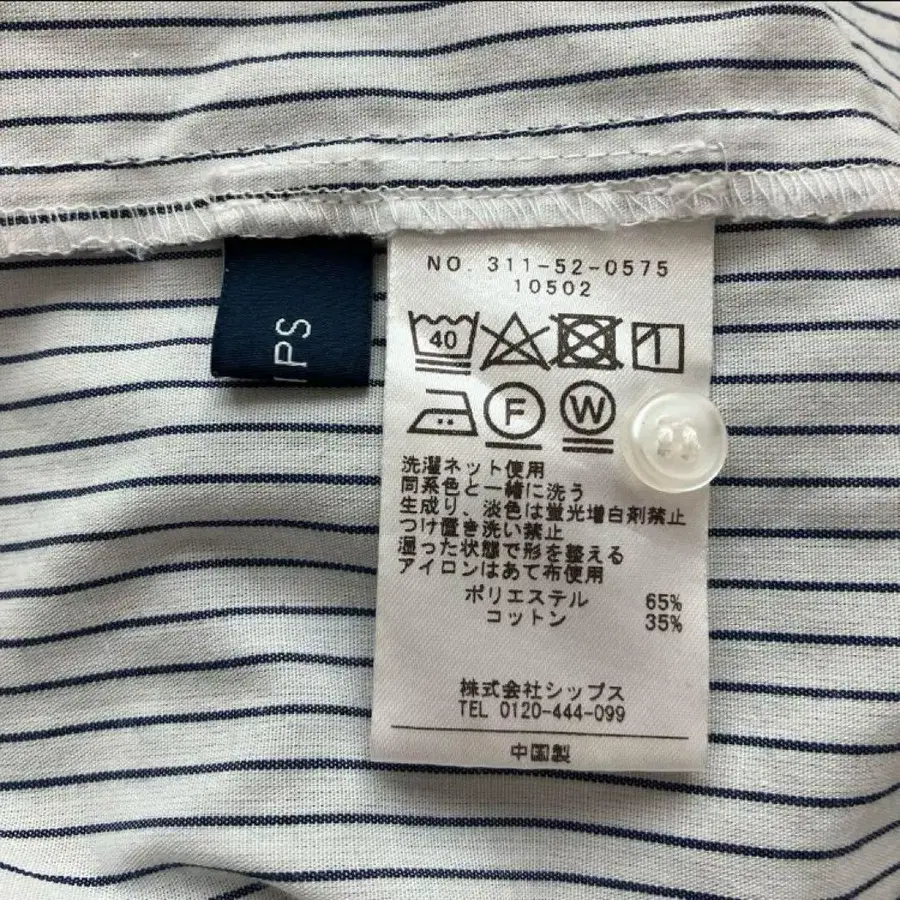 NO. 311-52-0575
10502
40
F
W
洗濯ネット使用
同系色と一緒に洗う
生成り、淡色は蛍光増白剤禁止
つけ置き洗い禁止
湿った状態で形を整える
アイロンはあて布使用
ポリエステル 65%
コットン 35%
株式会社シップス
TEL 0120-444-099
中国製
IPS